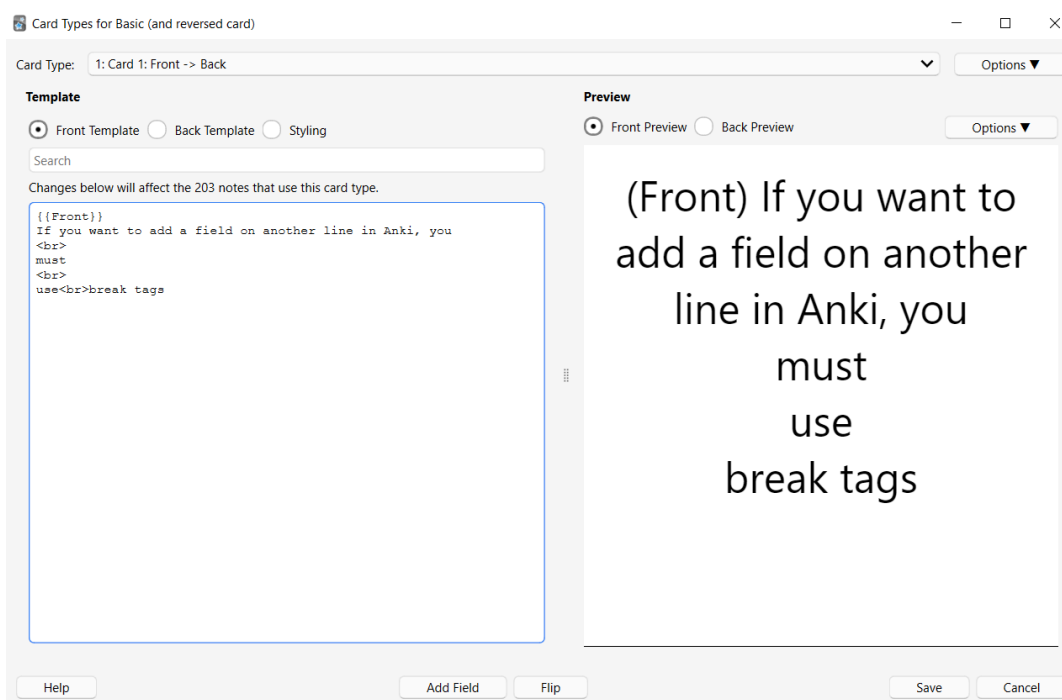 Card Types for Basic (and reversed card)
Card Type: 1: Card 1: Front -> Back
Options ▼
Template
Front Template Back Template Styling
Search
Changes below will affect the 203 notes that use this card type.
{{Front}}
If you want to add a field on another line in Anki, you
<br>
must
<br>
use<br>break tags
Preview
Front Preview Back Preview
Options ▼
(Front) If you want to
add a field on another
line in Anki, you
must
use
break tags
Help
Add Field
Flip
Save
Cancel